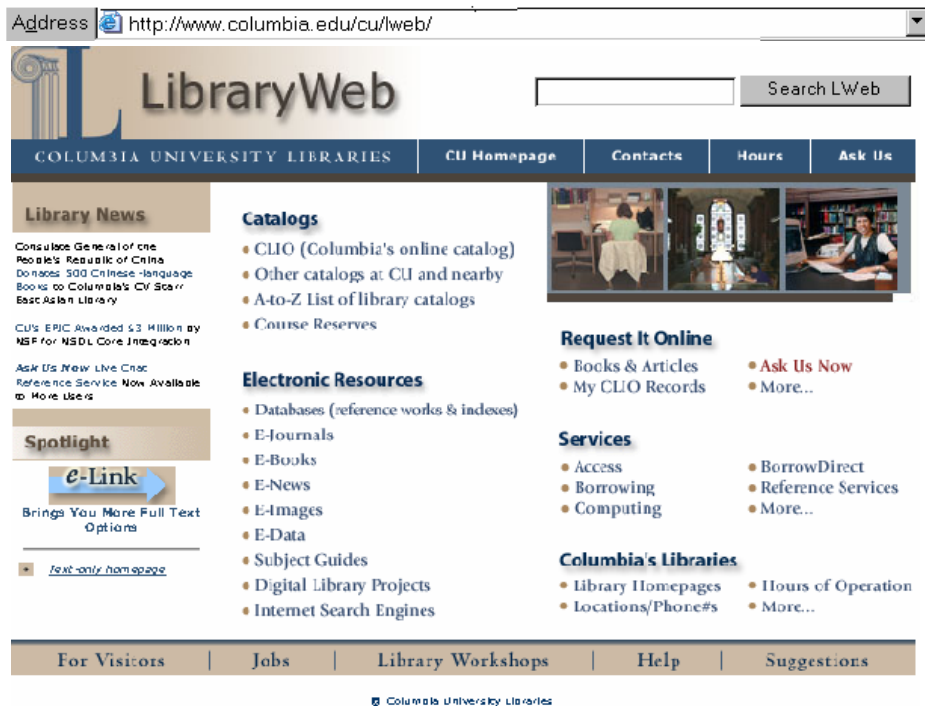 Address http://www.columbia.edu/cu/lweb/
LibraryWeb
Search LWeb
COLUMBIA UNIVERSITY LIBRARIES
CU Homepage
Contacts
Hours
Ask Us
Library News
Consulate General of the
People's Republic of China
Donates 500 Chinese-language
Books to Columbia's CV Starr
East Asian Library
CU's EPIC Awarded $3 Million by
NSF for NSDL Core Integration
Ask Us Now Live Chat
Reference Service Now Available
to More Users
Spotlight
e-Link
Brings You More Full Text
Options
Text-only homepage
Catalogs
CLIO (Columbia's online catalog)
Other catalogs at CU and nearby
A-to-Z List of library catalogs
Course Reserves
Electronic Resources
Databases (reference works & indexes)
E-Journals
E-Books
E-News
E-Images
E-Data
Subject Guides
Digital Library Projects
Internet Search Engines
Request It Online
Books & Articles
My CLIO Records
Ask Us Now
More...
Services
Access
Borrowing
Computing
BorrowDirect
Reference Services
More...
Columbia's Libraries
Library Homepages
Locations/Phone#s
Hours of Operation
More...
For Visitors | Jobs | Library Workshops | Help | Suggestions
Columbia University Libraries